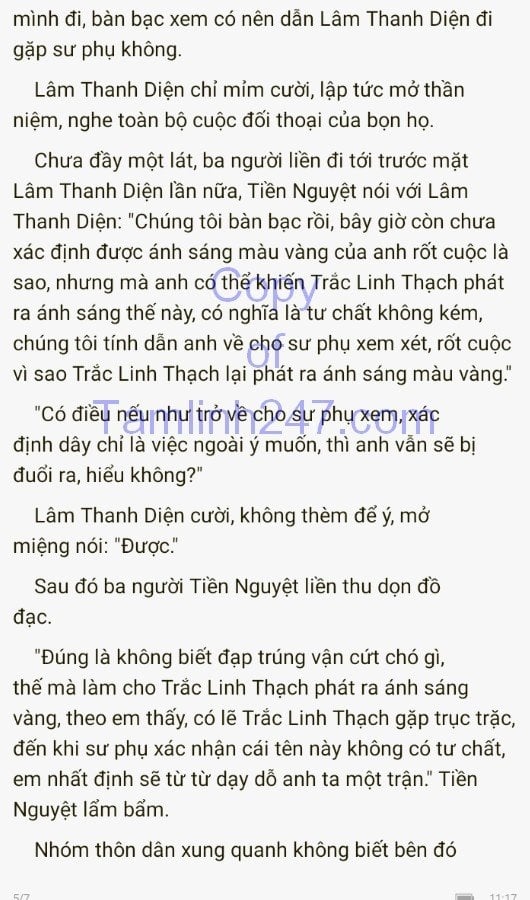 mình đi, bàn bạc xem có nên dẫn Lâm Thanh Diện đi
gặp sư phụ không.
Lâm Thanh Diện chỉ mỉm cười, lập tức mở thần
niệm, nghe toàn bộ cuộc đối thoại của bọn họ.
Chưa đầy một lát, ba người liền đi tới trước mặt
Lâm Thanh Diện lần nữa, Tiền Nguyệt nói với Lâm
Thanh Diện: "Chúng tôi bàn bạc rồi, bây giờ còn chưa
xác định được ánh sáng màu vàng của anh rốt cuộc là
sao, nhưng mà anh có thể khiến Trắc Linh Thạch phát
ra ánh sáng thế này, có nghĩa là tư chất không kém,
chúng tôi tính dẫn anh về cho sư phụ xem xét, rốt cuộc
vì sao Trắc Linh Thạch lại phát ra ánh sáng màu vàng."
"Có điều nếu như trở về cho sư phụ xem, xác
định dây chỉ là việc ngoài ý muốn, thì anh vẫn sẽ bị
đuổi ra, hiểu không?"
Lâm Thanh Diện cười, không thèm để ý, mở
miệng nói: "Được."
Sau đó ba người Tiền Nguyệt liền thu dọn đồ
đạc.
"Đúng là không biết đạp trúng vận cứt chó gì,
thế mà làm cho Trắc Linh Thạch phát ra ánh sáng
vàng, theo em thấy, có lẽ Trắc Linh Thạch gặp trục trặc,
đến khi sư phụ xác nhận cái tên này không có tư chất,
em nhất định sẽ từ từ dạy dỗ anh ta một trận." Tiền
Nguyệt lẩm bẩm.
Nhóm thôn dân xung quanh không biết bên đó
Copy
of
Tamlinh247.com
5/7
11:17